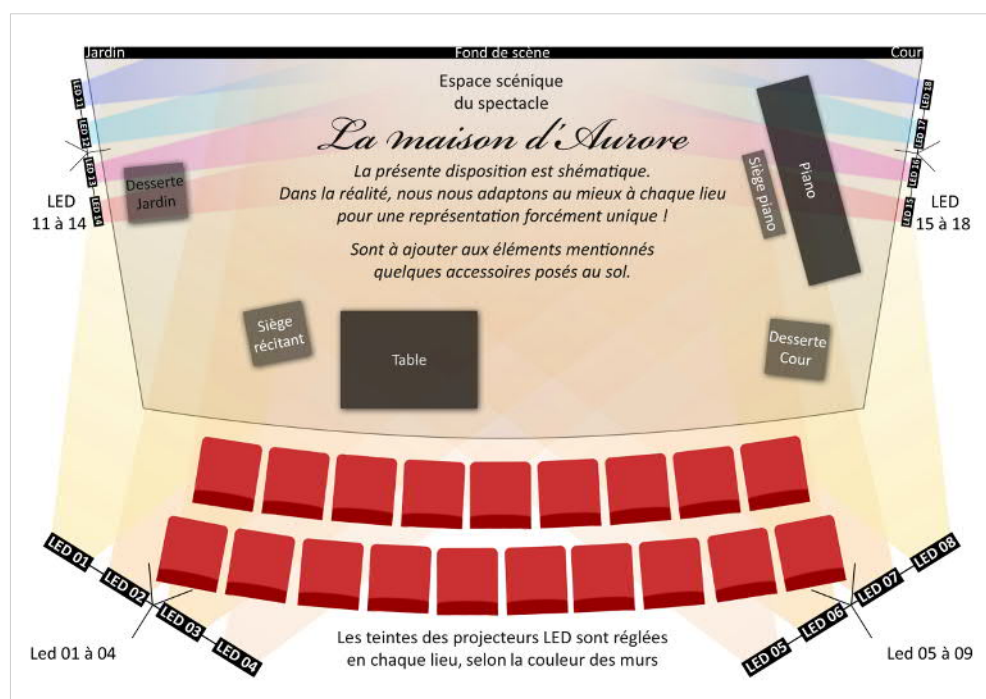 Jardin
Fond de scène
Cour
Espace scénique
du spectacle
La maison d'Aurore
La présente disposition est shématique.
Dans la réalité, nous nous adaptons au mieux à chaque lieu
pour une représentation forcément unique !
Sont à ajouter aux éléments mentionnés
quelques accessoires posés au sol.
LED 11
LED 12
LED 13
LED 14
LED
11 à 14
LED 18
LED 17
LED 16
LED 15
LED
15 à 18
Desserte
Jardin
Siège piano
Piano
Siège
récitant
Table
Desserte
Cour
LED 01
LED 02
LED 03
LED 04
Led 01 à 04
LED 08
LED 07
LED 06
LED 05
Led 05 à 09
Les teintes des projecteurs LED sont réglées
en chaque lieu, selon la couleur des murs